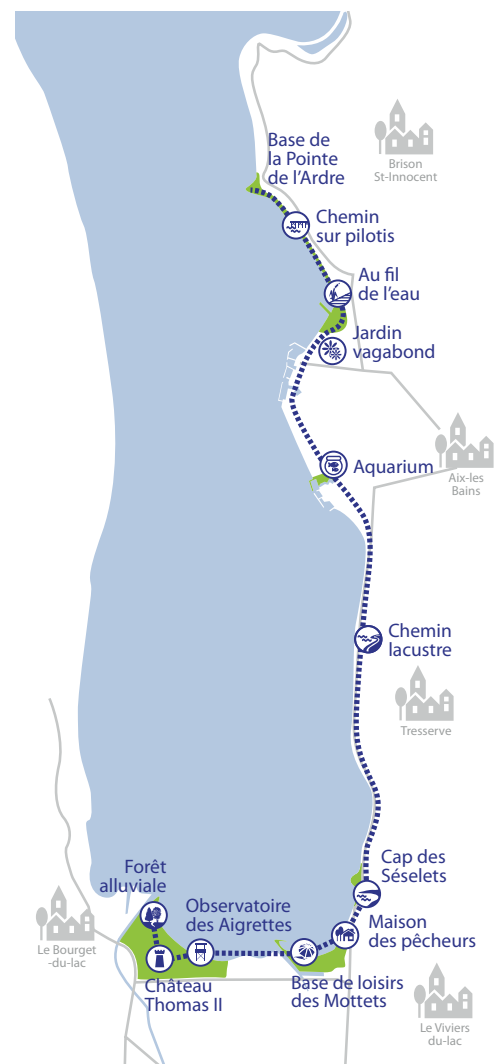 Base de
la Pointe
de l'Ardre
Brison
St-Innocent
Chemin
sur pilotis
Au fil
de l'eau
Jardin
vagabond
Aquarium
Aix-les
Bains
Chemin
lacustre
Tresserve
Cap des
Séselets
Forêt
alluviale
Observatoire
des Aigrettes
Maison
des pêcheurs
Le Bourget
-du-lac
Château
Thomas II
Base de loisirs
des Mottets
Le Viviers
du-lac